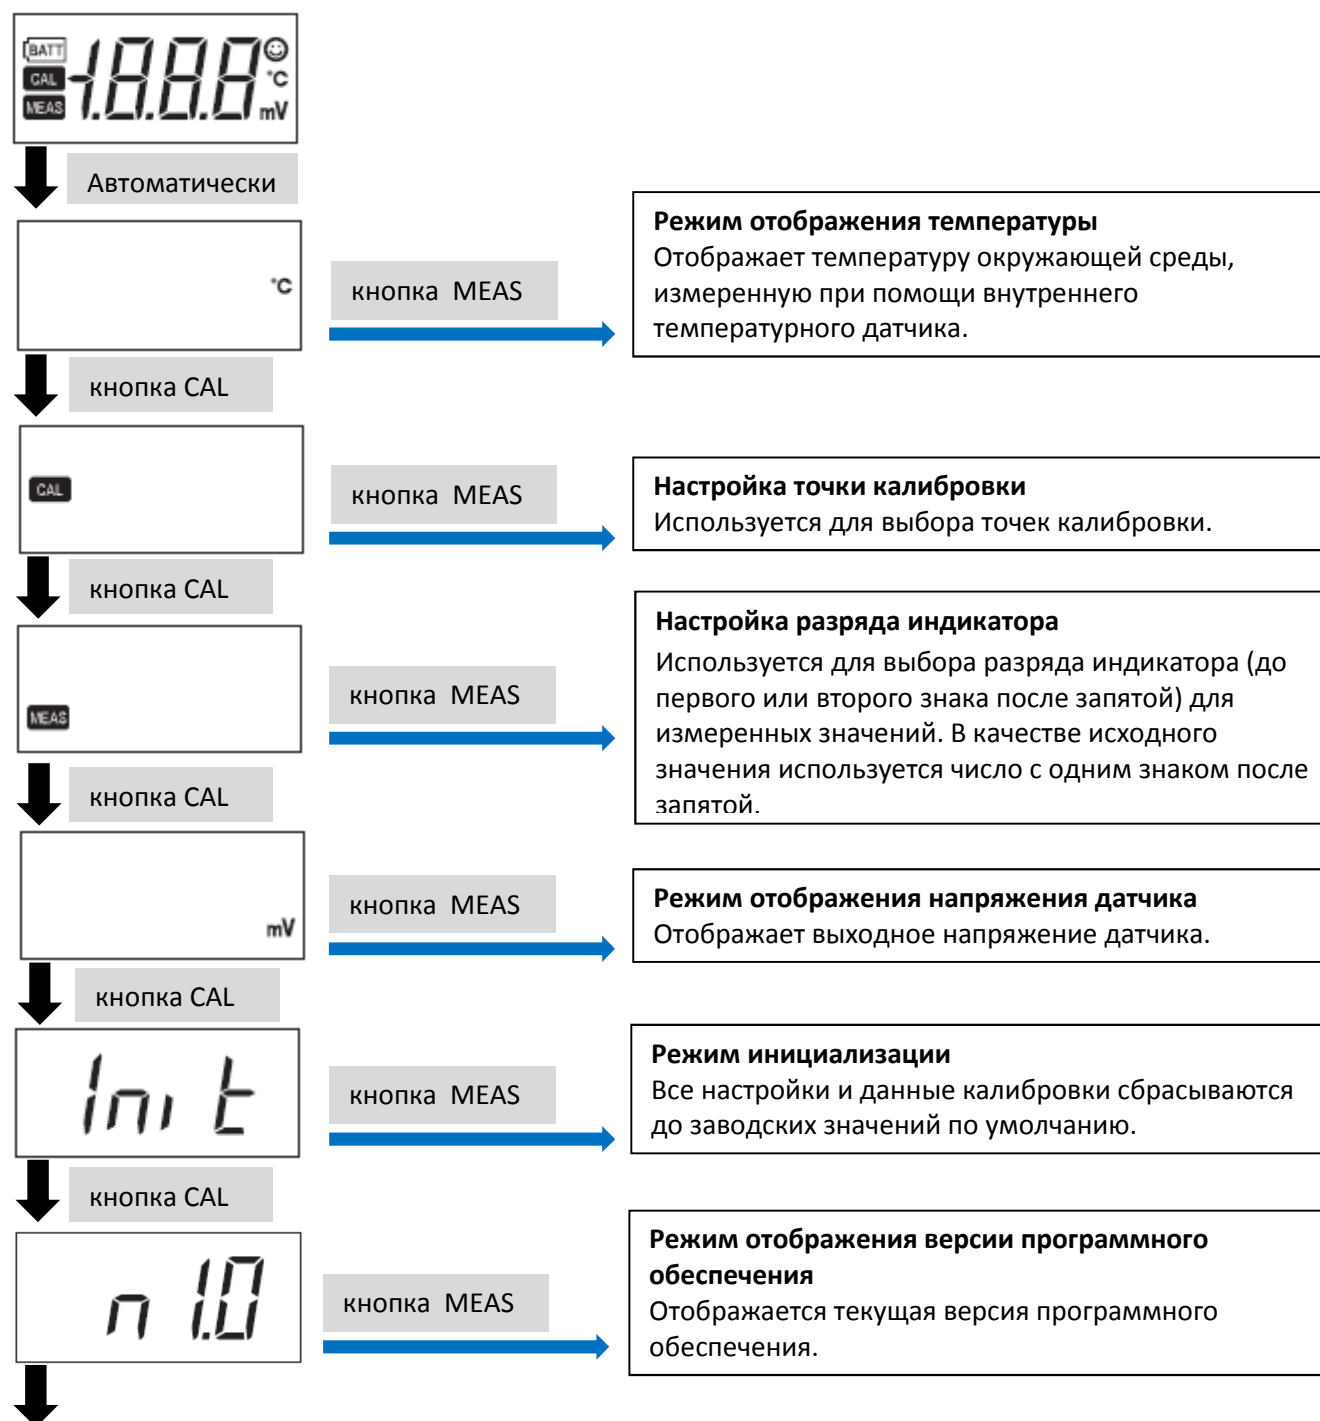 BATT
CAL
MEAS
-1.8.8.8
°C
mV
Автоматически
°C
кнопка MEAS
Режим отображения температуры
Отображает температуру окружающей среды,
измеренную при помощи внутреннего
температурного датчика.
кнопка CAL
CAL
кнопка MEAS
Настройка точки калибровки
Используется для выбора точек калибровки.
кнопка CAL
MEAS
кнопка MEAS
Настройка разряда индикатора
Используется для выбора разряда индикатора (до
первого или второго знака после запятой) для
измеренных значений. В качестве исходного
значения используется число с одним знаком после
запятой.
кнопка CAL
mV
кнопка MEAS
Режим отображения напряжения датчика
Отображает выходное напряжение датчика.
кнопка CAL
Init
кнопка MEAS
Режим инициализации
Все настройки и данные калибровки сбрасываются
до заводских значений по умолчанию.
кнопка CAL
n 1.0
кнопка MEAS
Режим отображения версии программного
обеспечения
Отображается текущая версия программного
обеспечения.